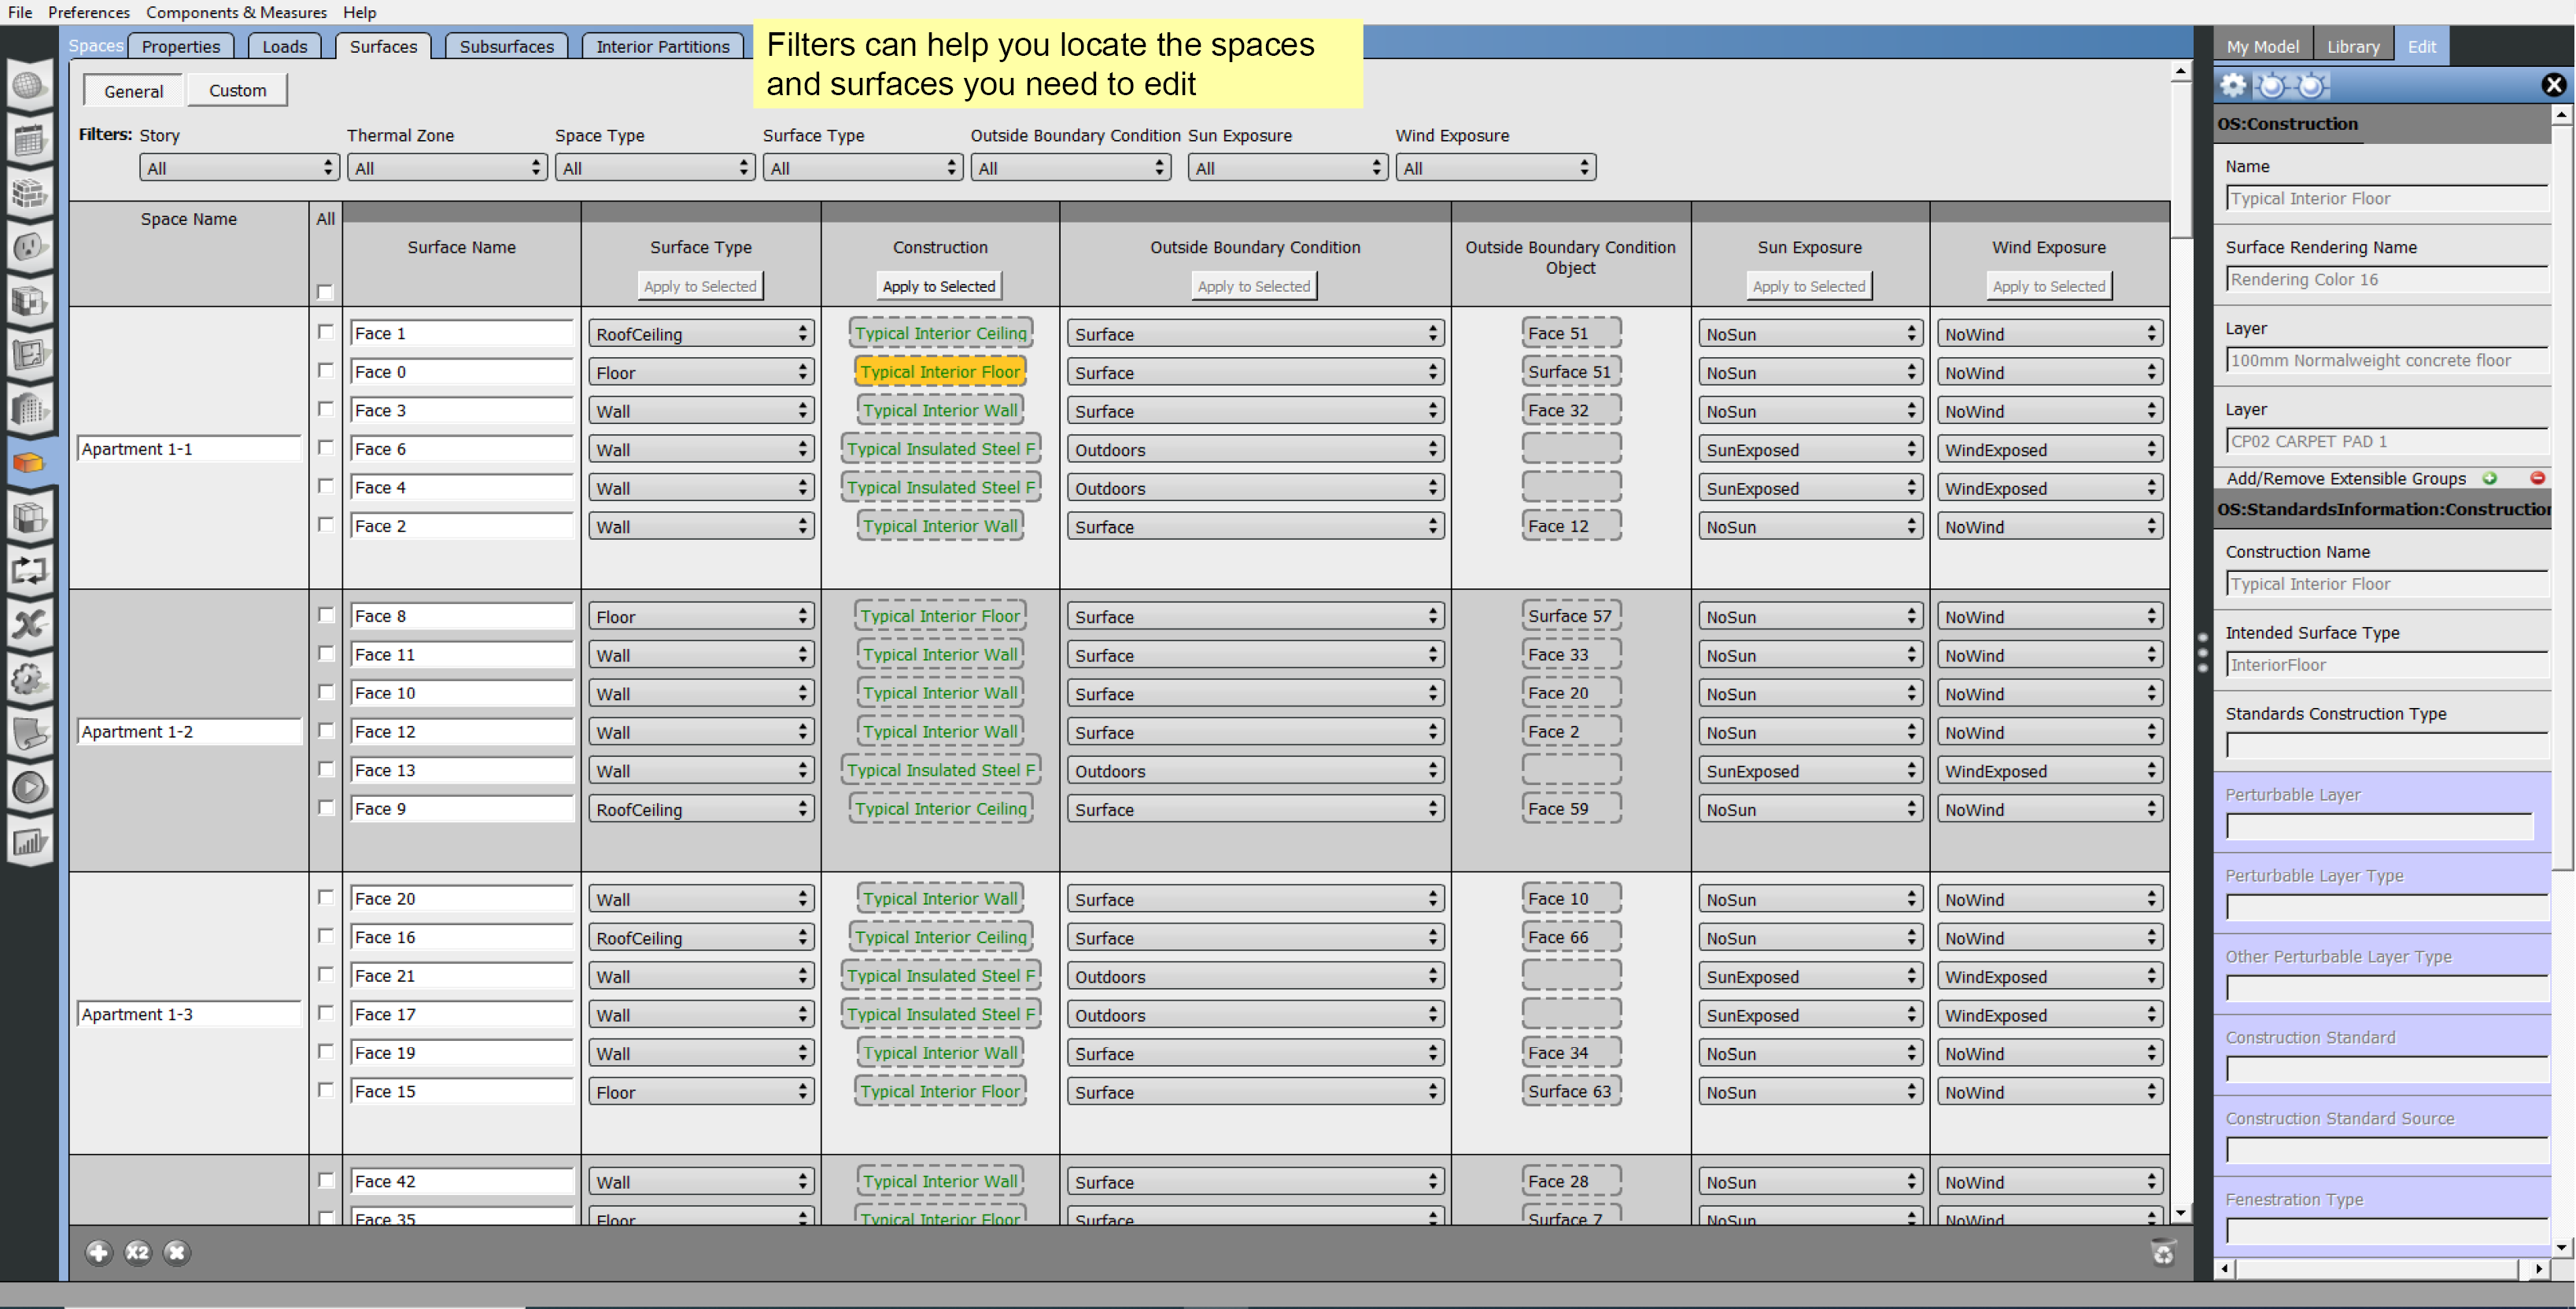 File Preferences Components & Measures Help
Spaces Properties Loads Surfaces Subsurfaces Interior Partitions
Filters can help you locate the spaces
and surfaces you need to edit
My Model Library Edit
General Custom
Filters: Story Thermal Zone Space Type Surface Type Outside Boundary Condition Sun Exposure Wind Exposure
All All All All All All All
Space Name All Surface Name Surface Type Construction Outside Boundary Condition Outside Boundary Condition Object Sun Exposure Wind Exposure
Apply to Selected Apply to Selected Apply to Selected Apply to Selected Apply to Selected
Apartment 1-1
Face 1 RoofCeiling Typical Interior Ceiling Surface Face 51 NoSun NoWind
Face 0 Floor Typical Interior Floor Surface Surface 51 NoSun NoWind
Face 3 Wall Typical Interior Wall Surface Face 32 NoSun NoWind
Face 6 Wall Typical Insulated Steel F Outdoors SunExposed WindExposed
Face 4 Wall Typical Insulated Steel F Outdoors SunExposed WindExposed
Face 2 Wall Typical Interior Wall Surface Face 12 NoSun NoWind
Apartment 1-2
Face 8 Floor Typical Interior Floor Surface Surface 57 NoSun NoWind
Face 11 Wall Typical Interior Wall Surface Face 33 NoSun NoWind
Face 10 Wall Typical Interior Wall Surface Face 20 NoSun NoWind
Face 12 Wall Typical Interior Wall Surface Face 2 NoSun NoWind
Face 13 Wall Typical Insulated Steel F Outdoors SunExposed WindExposed
Face 9 RoofCeiling Typical Interior Ceiling Surface Face 59 NoSun NoWind
Apartment 1-3
Face 20 Wall Typical Interior Wall Surface Face 10 NoSun NoWind
Face 16 RoofCeiling Typical Interior Ceiling Surface Face 66 NoSun NoWind
Face 21 Wall Typical Insulated Steel F Outdoors SunExposed WindExposed
Face 17 Wall Typical Insulated Steel F Outdoors SunExposed WindExposed
Face 19 Wall Typical Interior Wall Surface Face 34 NoSun NoWind
Face 15 Floor Typical Interior Floor Surface Surface 63 NoSun NoWind
Face 42 Wall Typical Interior Wall Surface Face 28 NoSun NoWind
Face 35 Floor Typical Interior Floor Surface Surface 7 NoSun NoWind
X2
OS:Construction
Name
Typical Interior Floor
Surface Rendering Name
Rendering Color 16
Layer
100mm Normalweight concrete floor
Layer
CP02 CARPET PAD 1
Add/Remove Extensible Groups
OS:StandardsInformation:Construction
Construction Name
Typical Interior Floor
Intended Surface Type
InteriorFloor
Standards Construction Type
Perturbable Layer
Perturbable Layer Type
Other Perturbable Layer Type
Construction Standard
Construction Standard Source
Fenestration Type